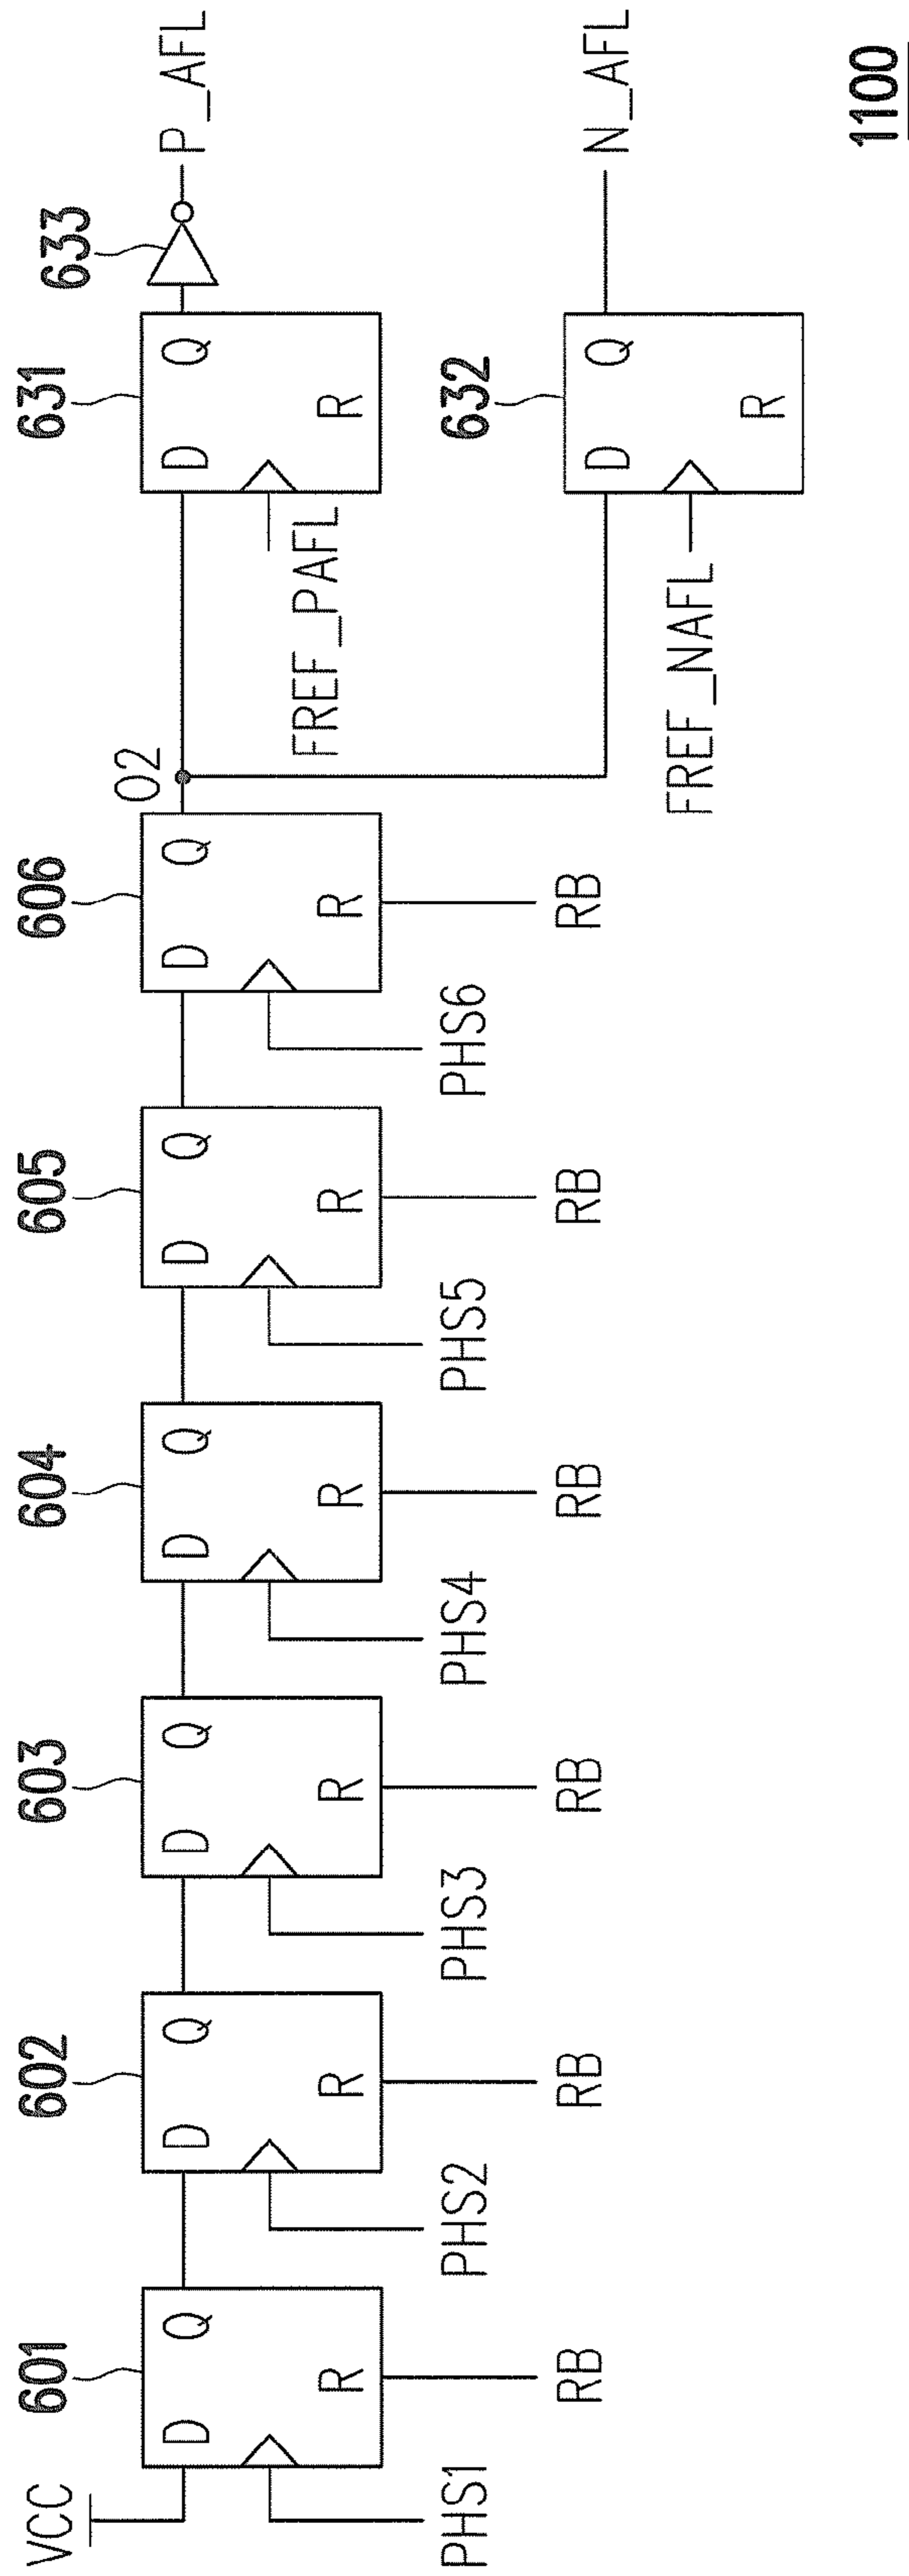 VCC
601
D
Q
R
PHS1
RB
602
D
Q
R
PHS2
RB
603
D
Q
R
PHS3
RB
604
D
Q
R
PHS4
RB
605
D
Q
R
PHS5
RB
606
D
Q
R
PHS6
RB
O2
631
D
Q
R
FREF_PAFL
633
P_AFL
632
D
Q
R
FREF_NAFL
N_AFL
1100